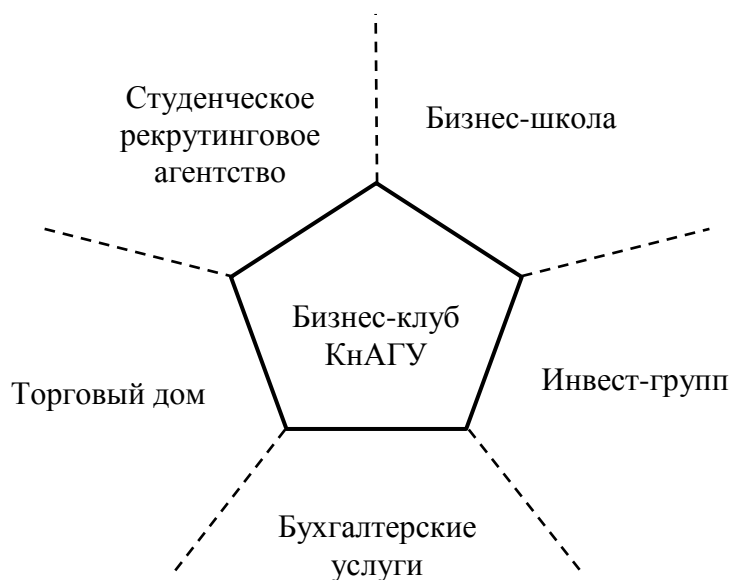 Студенческое
рекрутинговое
агентство
Бизнес-школа
Бизнес-клуб
КнАГУ
Торговый дом
Инвест-групп
Бухгалтерские
услуги